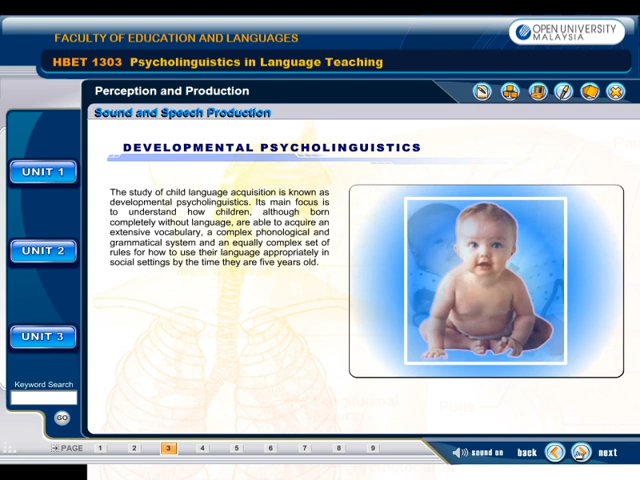 FACULTY OF EDUCATION AND LANGUAGES
OPEN UNIVERSITY
MALAYSIA
HBET 1303 Psycholinguistics in Language Teaching
Perception and Production
Sound and Speech Production
DEVELOPMENTAL PSYCHOLINGUISTICS
UNIT 1
UNIT 2
UNIT 3
The study of child language acquisition is known as
developmental psycholinguistics. Its main focus is
to understand how children, although born
completely without language, are able to acquire an
extensive vocabulary, a complex phonological and
grammatical system and an equally complex set of
rules for how to use their language appropriately in
social settings by the time they are five years old.
Keyword Search
GO
PAGE 1 2 3 4 5 6 7 8 9
sound on back next